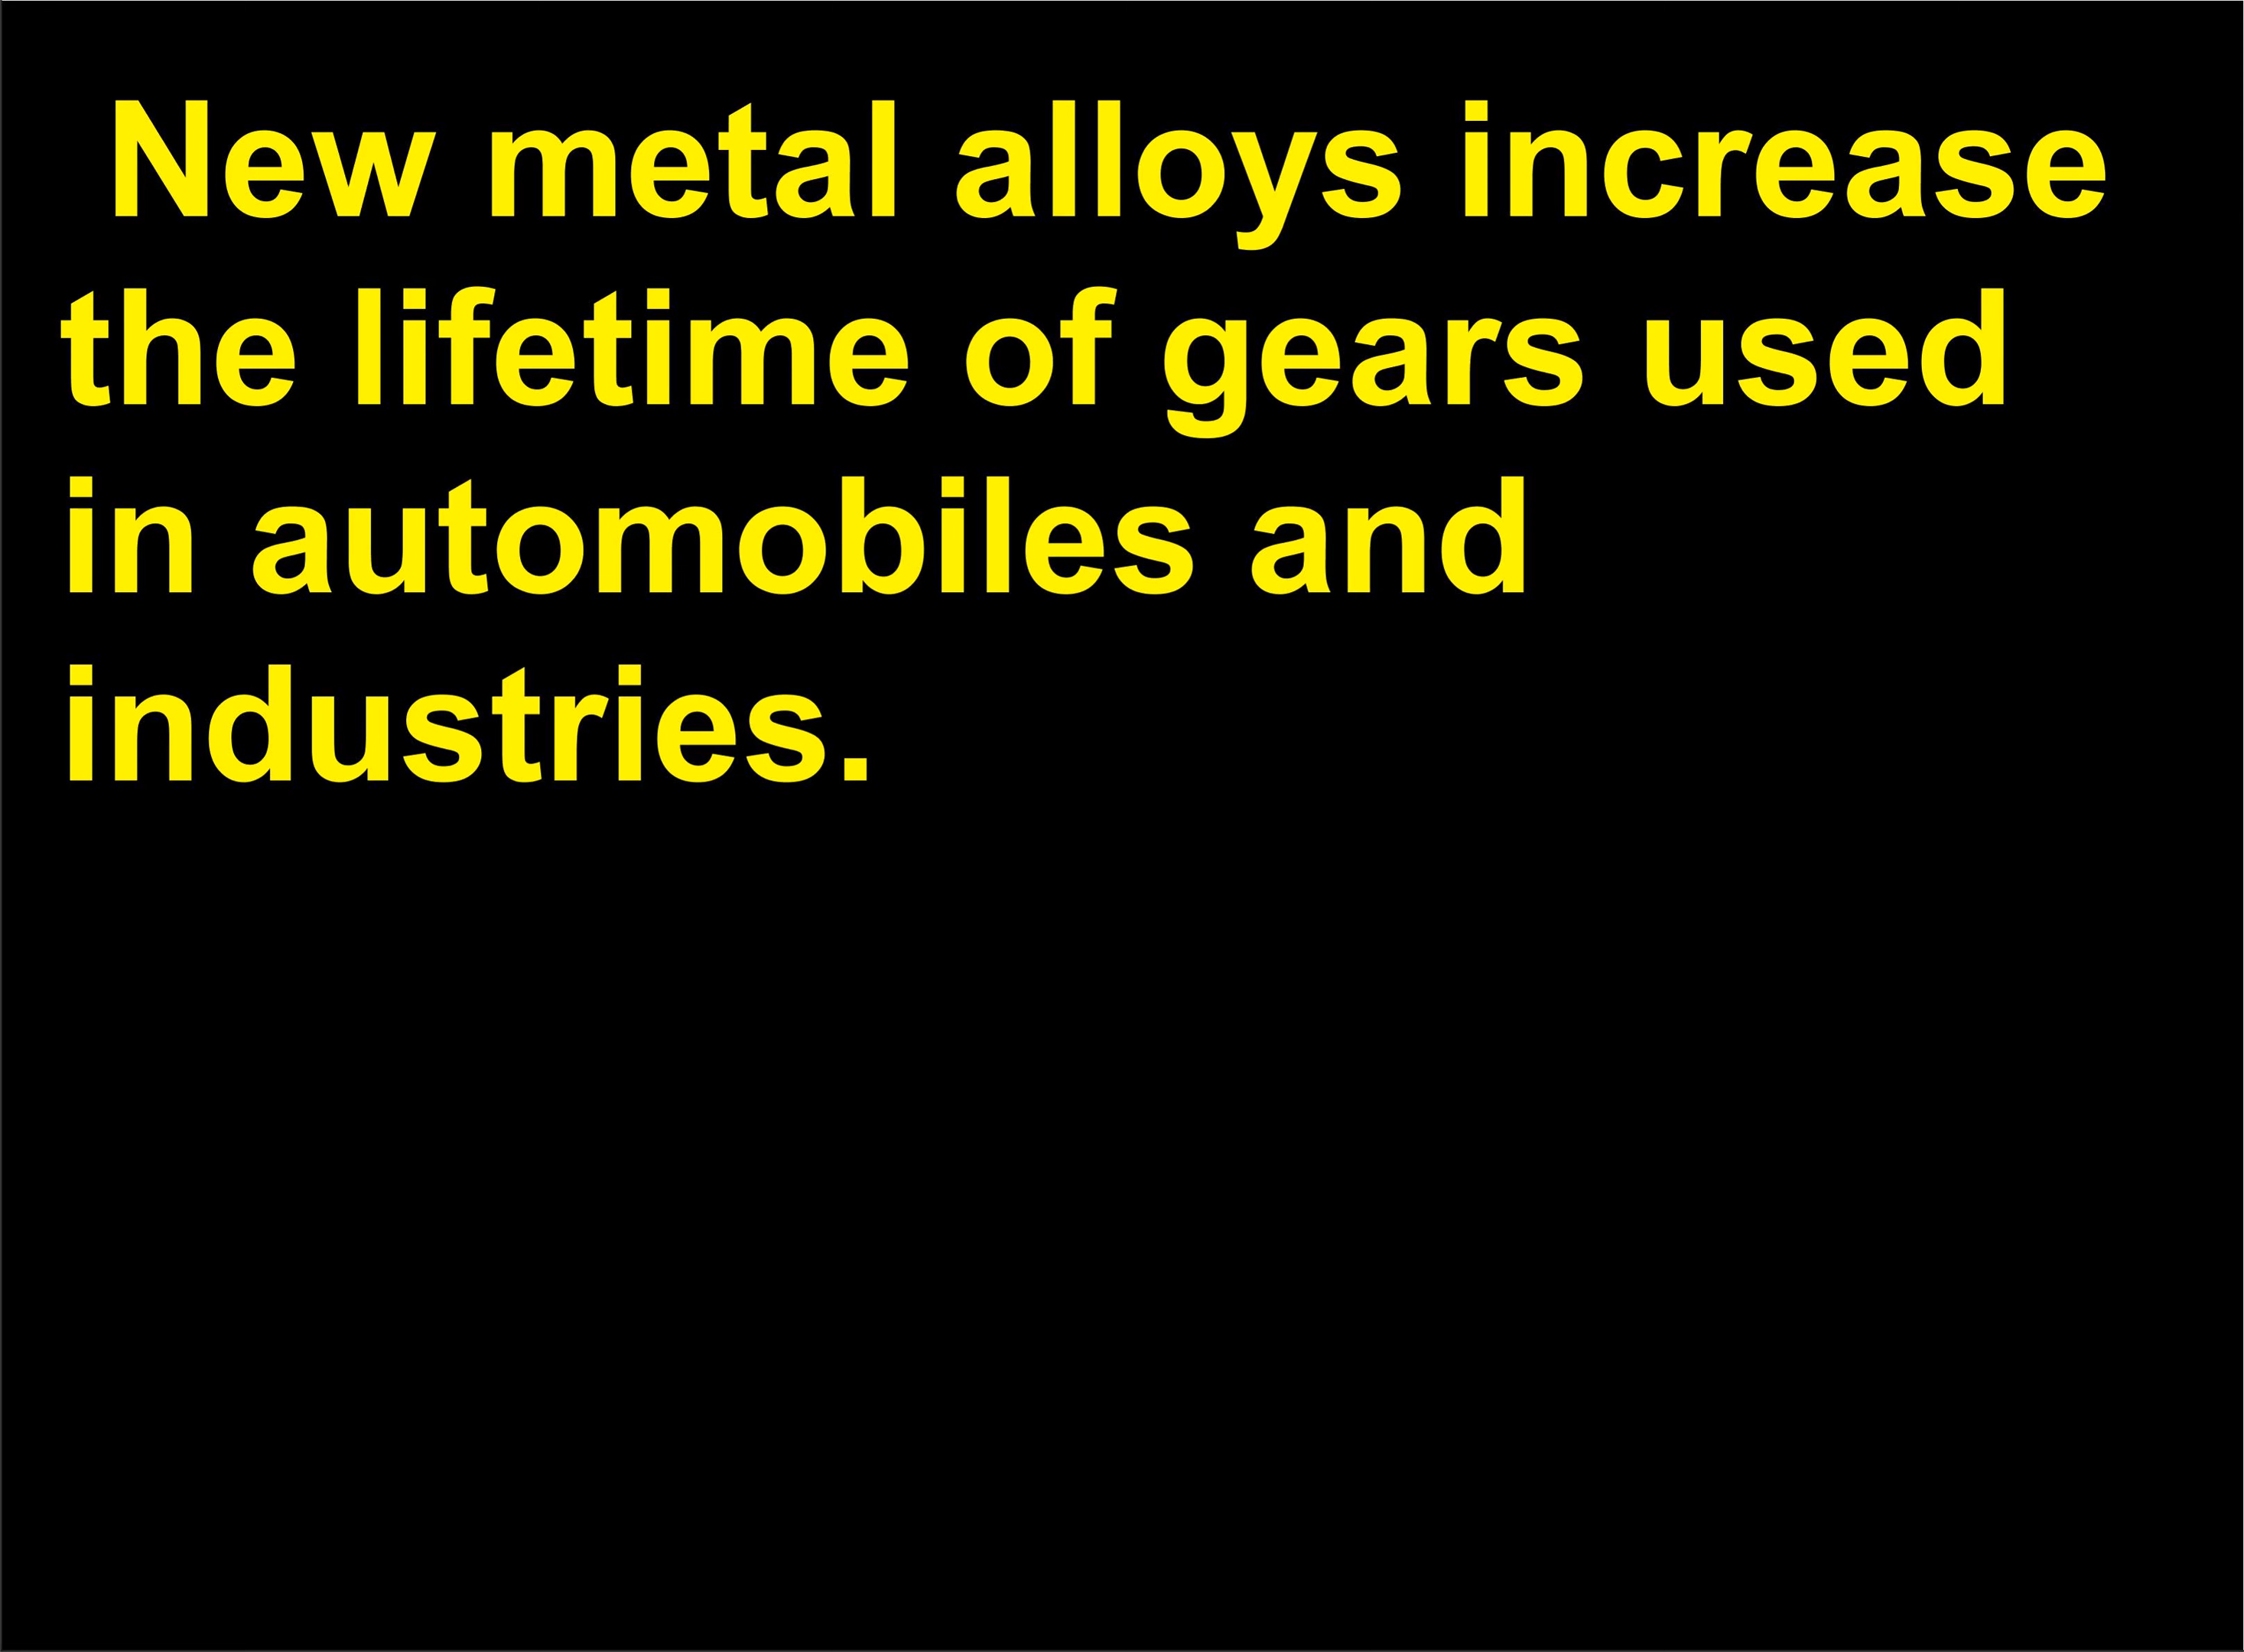 New metal alloys increase
the lifetime of gears used
in automobiles and
industries.